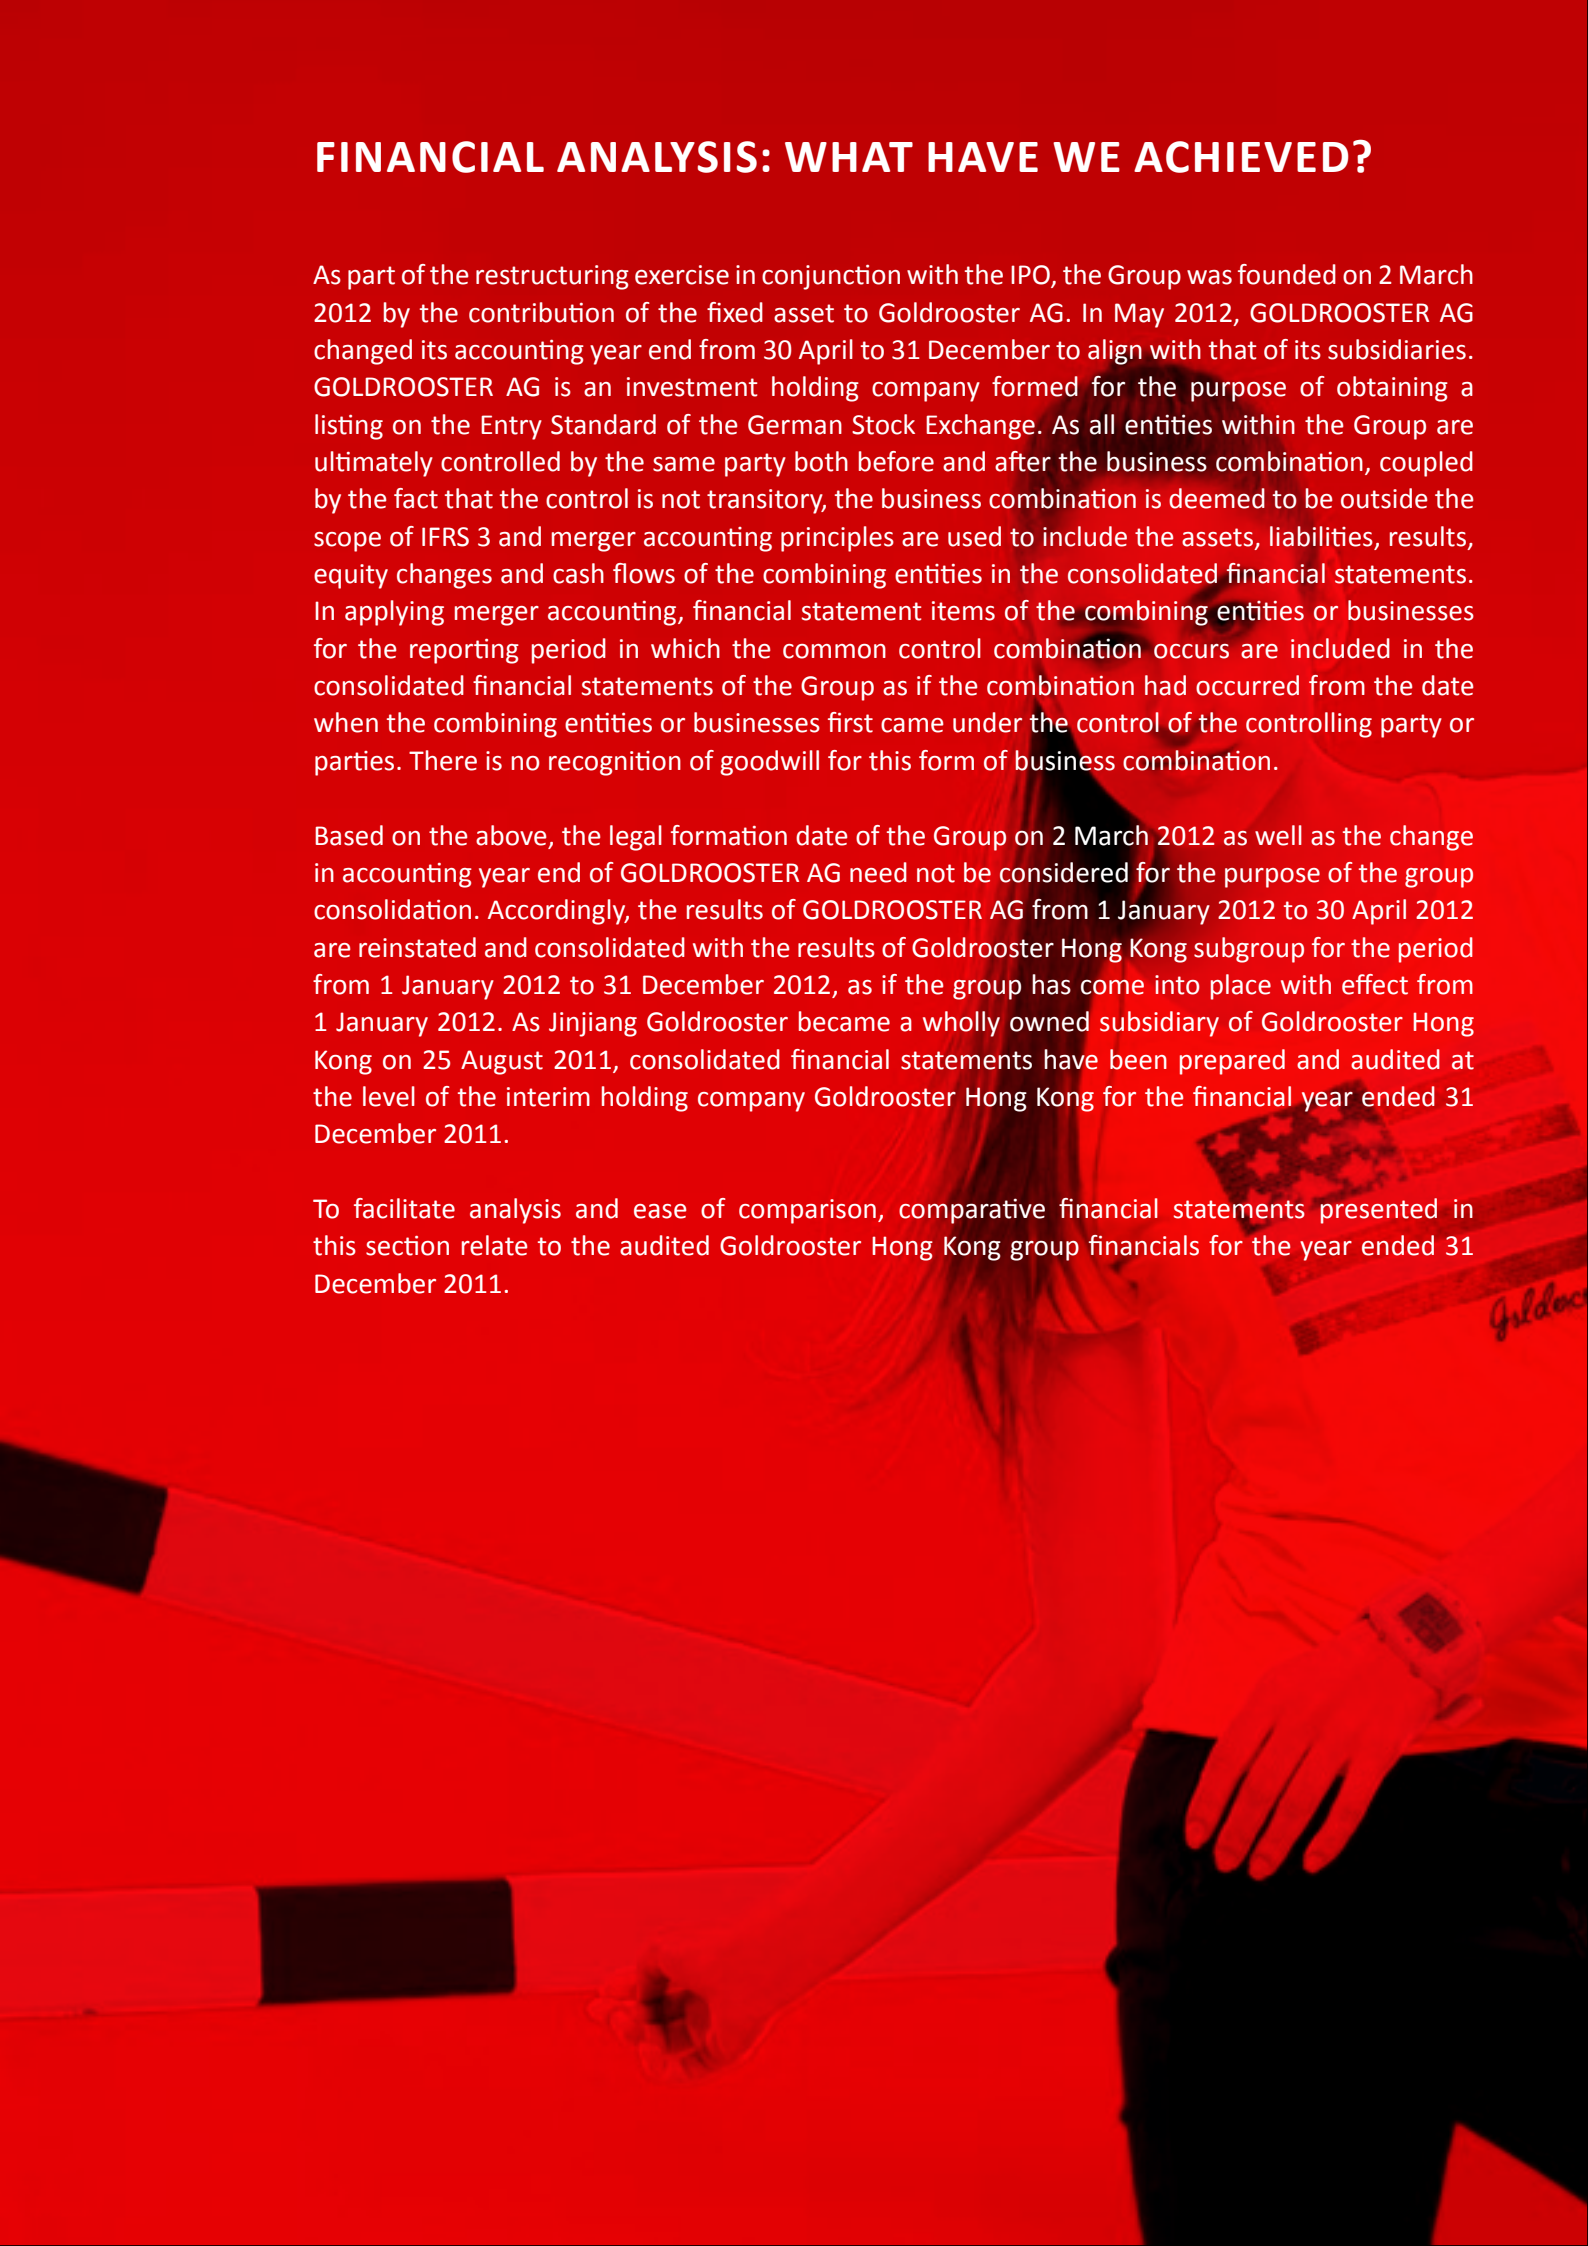 FINANCIAL ANALYSIS: WHAT HAVE WE ACHIEVED?
As part of the restructuring exercise in conjunction with the IPO, the Group was founded on 2 March
2012 by the contribution of the fixed asset to Goldrooster AG. In May 2012, GOLDROOSTER AG
changed its accounting year end from 30 April to 31 December to align with that of its subsidiaries.
GOLDROOSTER AG is an investment holding company formed for the purpose of obtaining a
listing on the Entry Standard of the German Stock Exchange. As all entities within the Group are
ultimately controlled by the same party both before and after the business combination, coupled
by the fact that the control is not transitory, the business combination is deemed to be outside the
scope of IFRS 3 and merger accounting principles are used to include the assets, liabilities, results,
equity changes and cash flows of the combining entities in the consolidated financial statements.
In applying merger accounting, financial statement items of the combining entities or businesses
for the reporting period in which the common control combination occurs are included in the
consolidated financial statements of the Group as if the combination had occurred from the date
when the combining entities or businesses first came under the control of the controlling party or
parties. There is no recognition of goodwill for this form of business combination.
Based on the above, the legal formation date of the Group on 2 March 2012 as well as the change
in accounting year end of GOLDROOSTER AG need not be considered for the purpose of the group
consolidation. Accordingly, the results of GOLDROOSTER AG from 1 January 2012 to 30 April 2012
are reinstated and consolidated with the results of Goldrooster Hong Kong subgroup for the period
from 1 January 2012 to 31 December 2012, as if the group has come into place with effect from
1 January 2012. As Jinjiang Goldrooster became a wholly owned subsidiary of Goldrooster Hong
Kong on 25 August 2011, consolidated financial statements have been prepared and audited at
the level of the interim holding company Goldrooster Hong Kong for the financial year ended 31
December 2011.
To facilitate analysis and ease of comparison, comparative financial statements presented in
this section relate to the audited Goldrooster Hong Kong group financials for the year ended 31
December 2011.